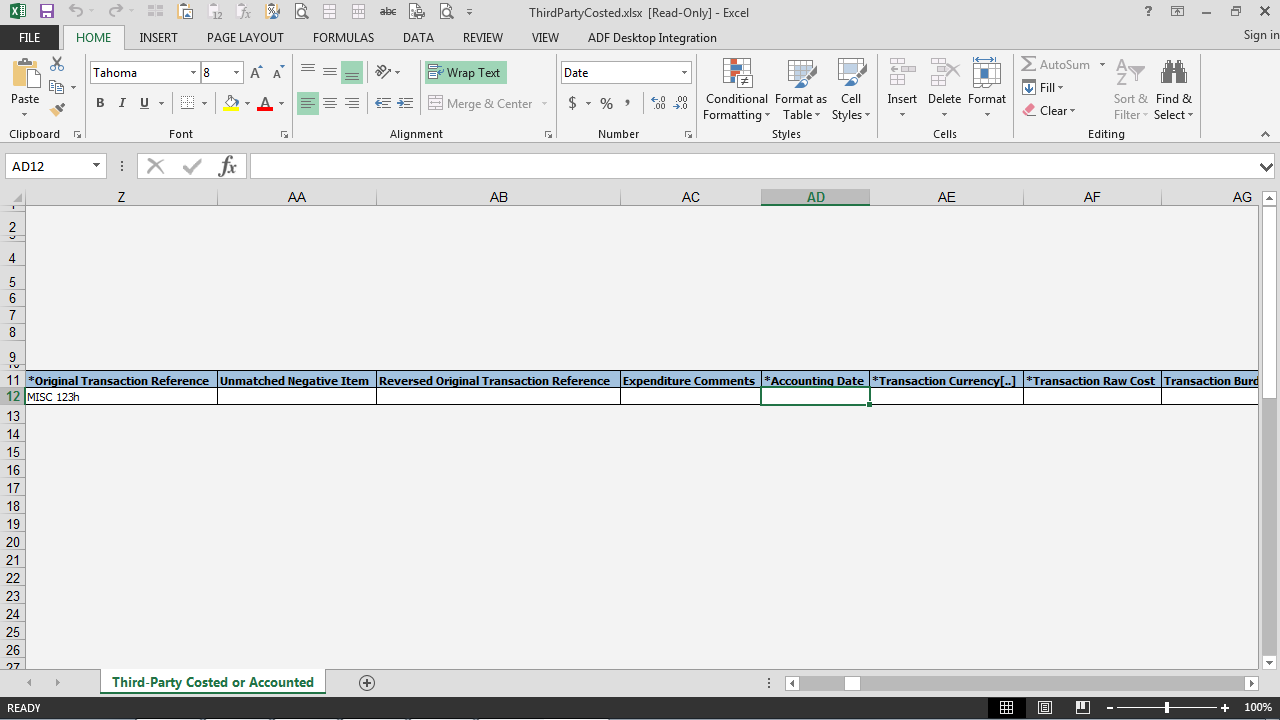 ThirdPartyCosted.xlsx [Read-Only] - Excel
FILE HOME INSERT PAGE LAYOUT FORMULAS DATA REVIEW VIEW ADF Desktop Integration Sign in
Tahoma 8 Wrap Text Date AutoSum
Paste Conditional Formatting Format as Table Cell Styles Insert Delete Format Fill Sort & Filter Find & Select
B I U Merge & Center $ % , Clear
Clipboard Font Alignment Number Styles Cells Editing
AD12 fx
Z AA AB AC AD AE AF AG
2
4
5
6
7
8
9
11 *Original Transaction Reference Unmatched Negative Item Reversed Original Transaction Reference Expenditure Comments *Accounting Date *Transaction Currency[..] *Transaction Raw Cost Transaction Burd
12 MISC 123h
13
14
15
16
17
18
19
20
21
22
23
24
25
26
27
Third-Party Costed or Accounted
READY 100%